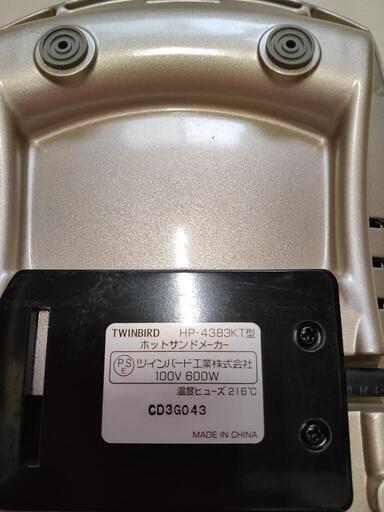 TWINBIRD HP-4383KT型
ホットサンドメーカー
PSE ツインバード工業株式会社
100V 600W
温度ヒューズ 216℃
CD3G043
MADE IN CHINA